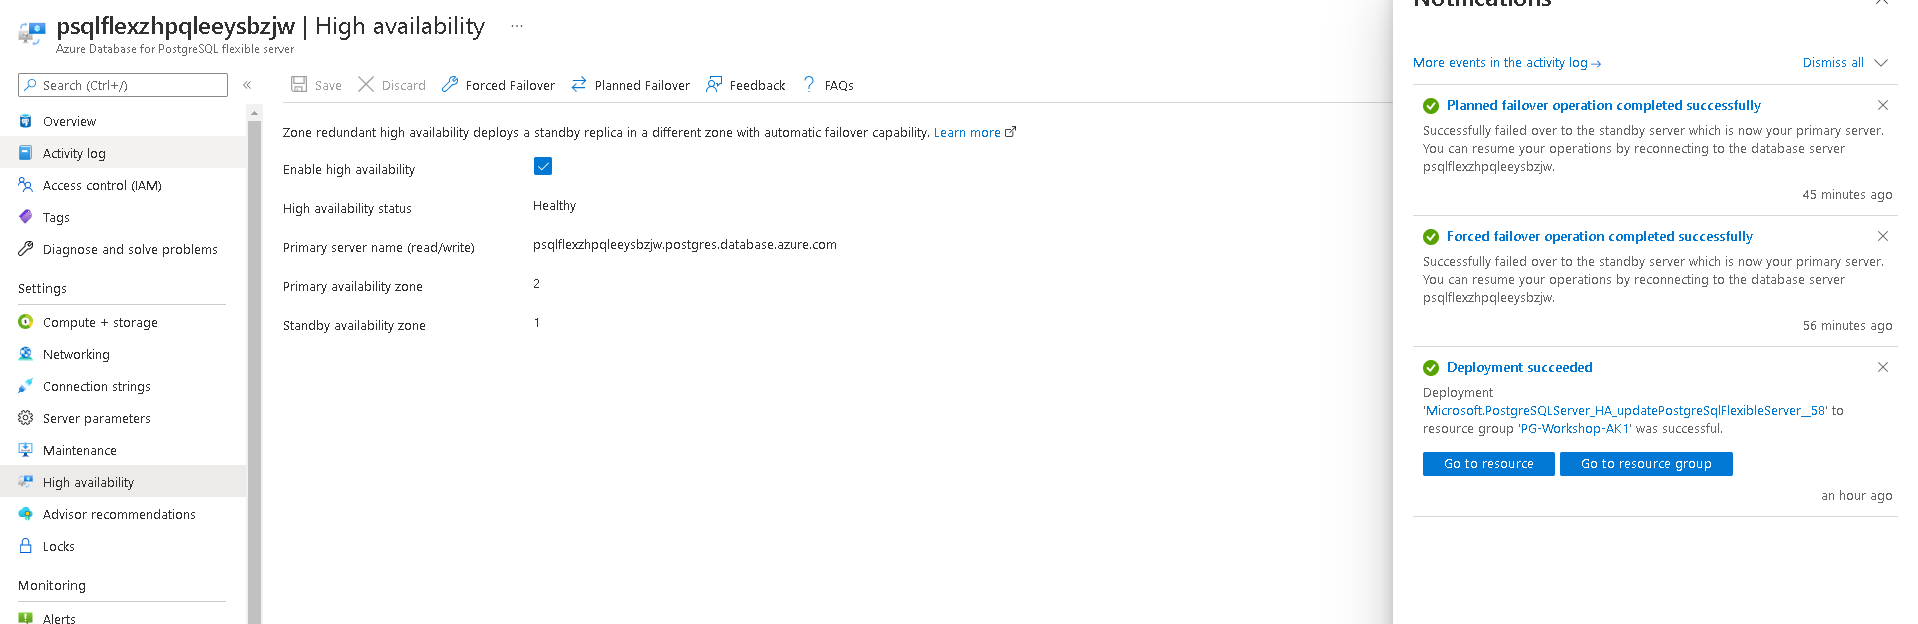 psqlflexzhpqleeysbzjw | High availability ...
Azure Database for PostgreSQL flexible server
Search (Ctrl+/)
«
Overview
Activity log
Access control (IAM)
Tags
Diagnose and solve problems
Settings
Compute + storage
Networking
Connection strings
Server parameters
Maintenance
High availability
Advisor recommendations
Locks
Monitoring
Alerts
Save Discard Forced Failover Planned Failover Feedback ? FAQs
Zone redundant high availability deploys a standby replica in a different zone with automatic failover capability. Learn more
Enable high availability
High availability status Healthy
Primary server name (read/write) psqlflexzhpqleeysbzjw.postgres.database.azure.com
Primary availability zone 2
Standby availability zone 1
Notifications
More events in the activity log → Dismiss all
Planned failover operation completed successfully
Successfully failed over to the standby server which is now your primary server.
You can resume your operations by reconnecting to the database server
psqlflexzhpqleeysbzjw.
45 minutes ago
Forced failover operation completed successfully
Successfully failed over to the standby server which is now your primary server.
You can resume your operations by reconnecting to the database server
psqlflexzhpqleeysbzjw.
56 minutes ago
Deployment succeeded
Deployment
'Microsoft.PostgreSQLServer_HA_updatePostgreSqlFlexibleServer__58' to
resource group 'PG-Workshop-AK1' was successful.
Go to resource Go to resource group
an hour ago